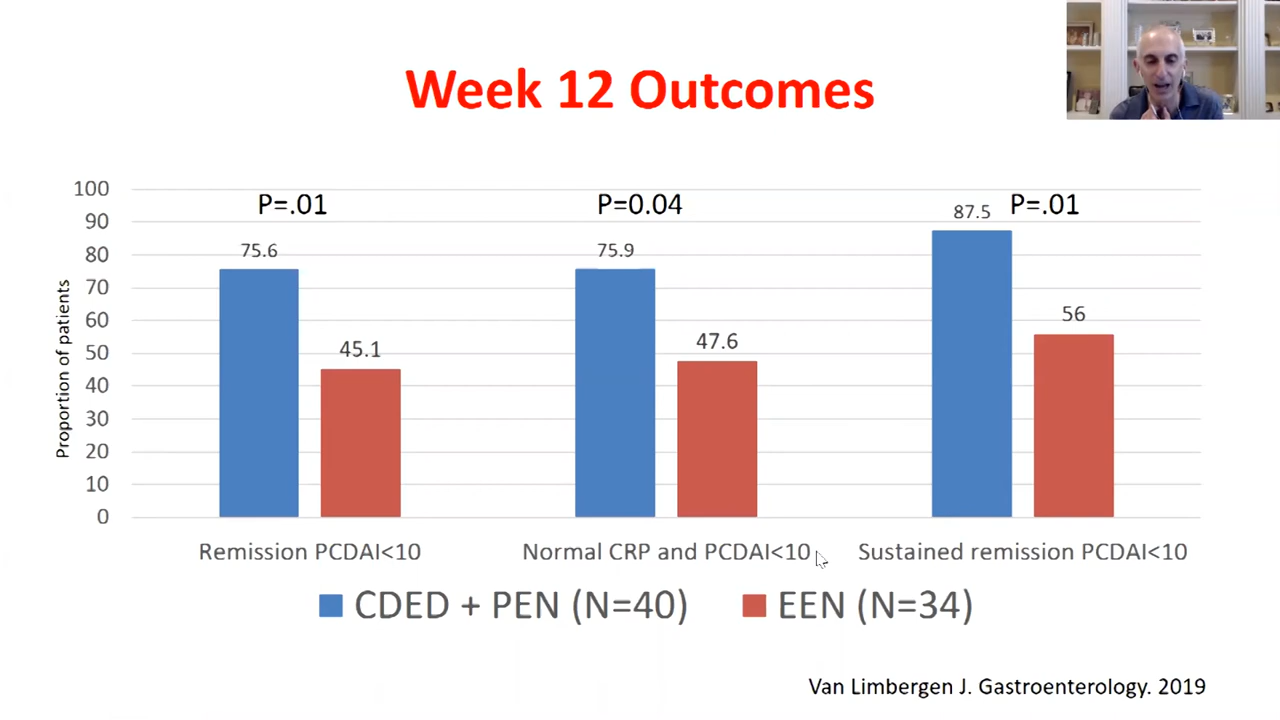 Week 12 Outcomes
Proportion of patients
100
90
80
70
60
50
40
30
20
10
0
P=.01
P=0.04
P=.01
75.6
45.1
75.9
47.6
87.5
56
Remission PCDAI<10
Normal CRP and PCDAI<10
Sustained remission PCDAI<10
CDED + PEN (N=40)
EEN (N=34)
Van Limbergen J. Gastroenterology. 2019